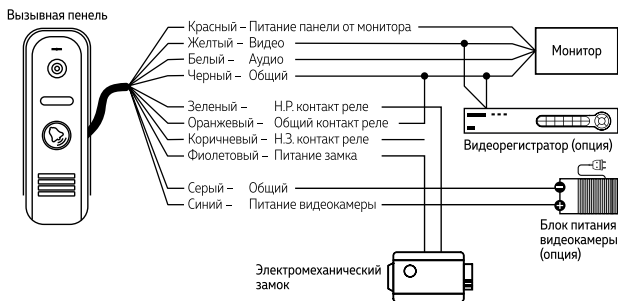 Вызывная панель
Красный – Питание панели от монитора
Желтый – Видео
Белый – Аудио
Черный – Общий
Зеленый – Н.Р. контакт реле
Оранжевый – Общий контакт реле
Коричневый – Н.З. контакт реле
Фиолетовый – Питание замка
Серый – Общий
Синий – Питание видеокамеры
Монитор
Видеорегистратор (опция)
Блок питания
видеокамеры
(опция)
Электромеханический
замок